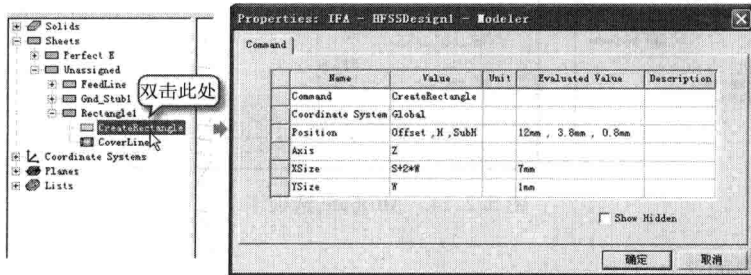 Solids
Sheets
Perfect E
Unassigned
FeedLine
Gnd_Stub1
Rectangle1
CreateRectangle
CoverLine
Coordinate Systems
Planes
Lists
双击此处
Properties: IFA - HFSSDesign1 - Modeler
Command
Name Value Unit Evaluated Value Description
Command CreateRectangle
Coordinate System Global
Position Offset ,H ,SubH 12mm , 3.8mm , 0.8mm
Axis Z
XSize S+2*W 7mm
YSize W 1mm
Show Hidden
确定 取消